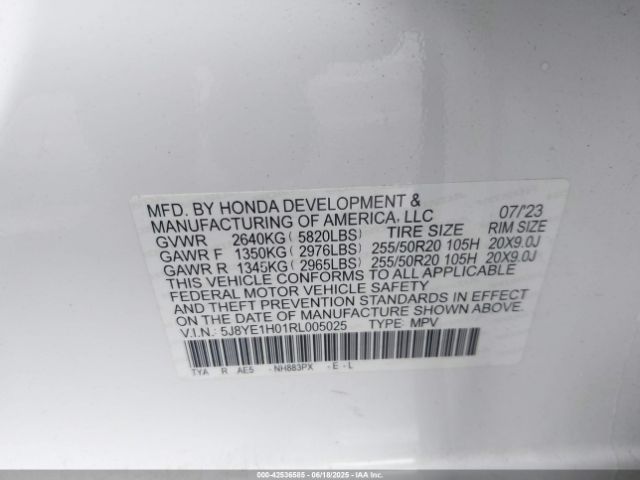 MFD. BY HONDA DEVELOPMENT & 07/'23
MANUFACTURING OF AMERICA, LLC
GVWR 2640KG( 5820LBS) TIRE SIZE RIM SIZE
GAWR F 1350KG( 2976LBS) 255/50R20 105H 20X9.0J
GAWR R 1345KG( 2965LBS) 255/50R20 105H 20X9.0J
THIS VEHICLE CONFORMS TO ALL APPLICABLE
FEDERAL MOTOR VEHICLE SAFETY
AND THEFT PREVENTION STANDARDS IN EFFECT
ON THE DATE OF MANUFACTURE SHOWN ABOVE.
V.I.N.: 5J8YE1H01RL005025 TYPE: MPV
TYA R AE5 NH883PX -E-L
000-42536585 06/18/2025 IAAI.COM